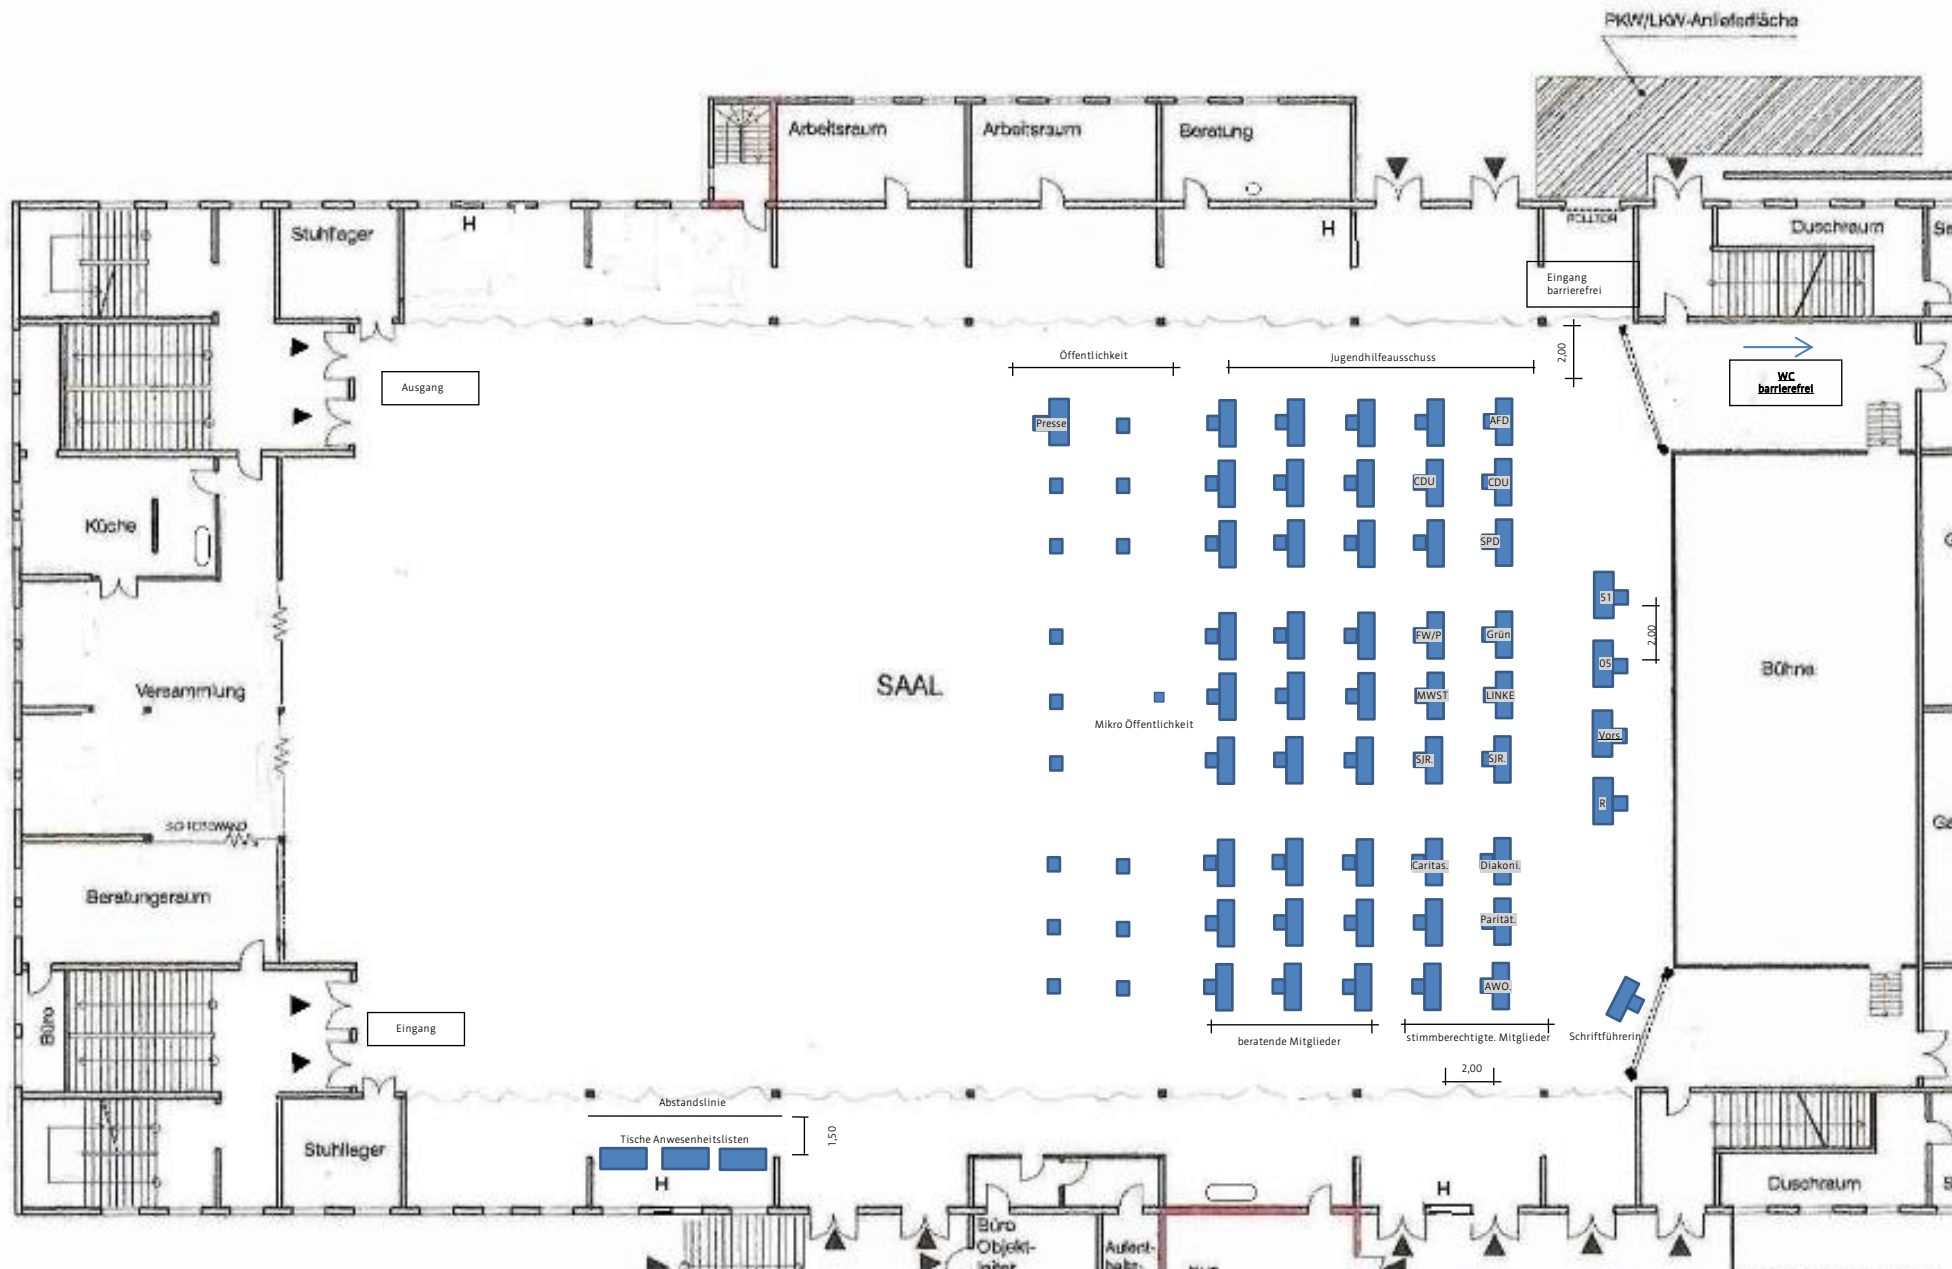 PKW/LKW-Anlieferfläche
Arbeitsraum
Arbeitsraum
Beratung
Stuhllager
H
H
ROLLTOR
Duschraum
Eingang
barrierefrei
2,00
Öffentlichkeit
Jugendhilfeausschuss
WC
barrierefrei
Ausgang
Presse
AFD
CDU
CDU
SPD
Küche
51
FW/P
Grün
2,00
05
SAAL
Bühne
Versammlung
MWST
LINKE
Mikro Öffentlichkeit
Vors.
SJR.
SJR.
R
Caritas.
Diakoni.
Beratungsraum
Parität.
AWO.
Büro
Eingang
beratende Mitglieder
stimmberechtigte. Mitglieder
Schriftführerin
2,00
Abstandslinie
Tische Anwesenheitslisten
1,50
Stuhllager
H
H
Duschraum
Büro
Objekt-
Aufent-